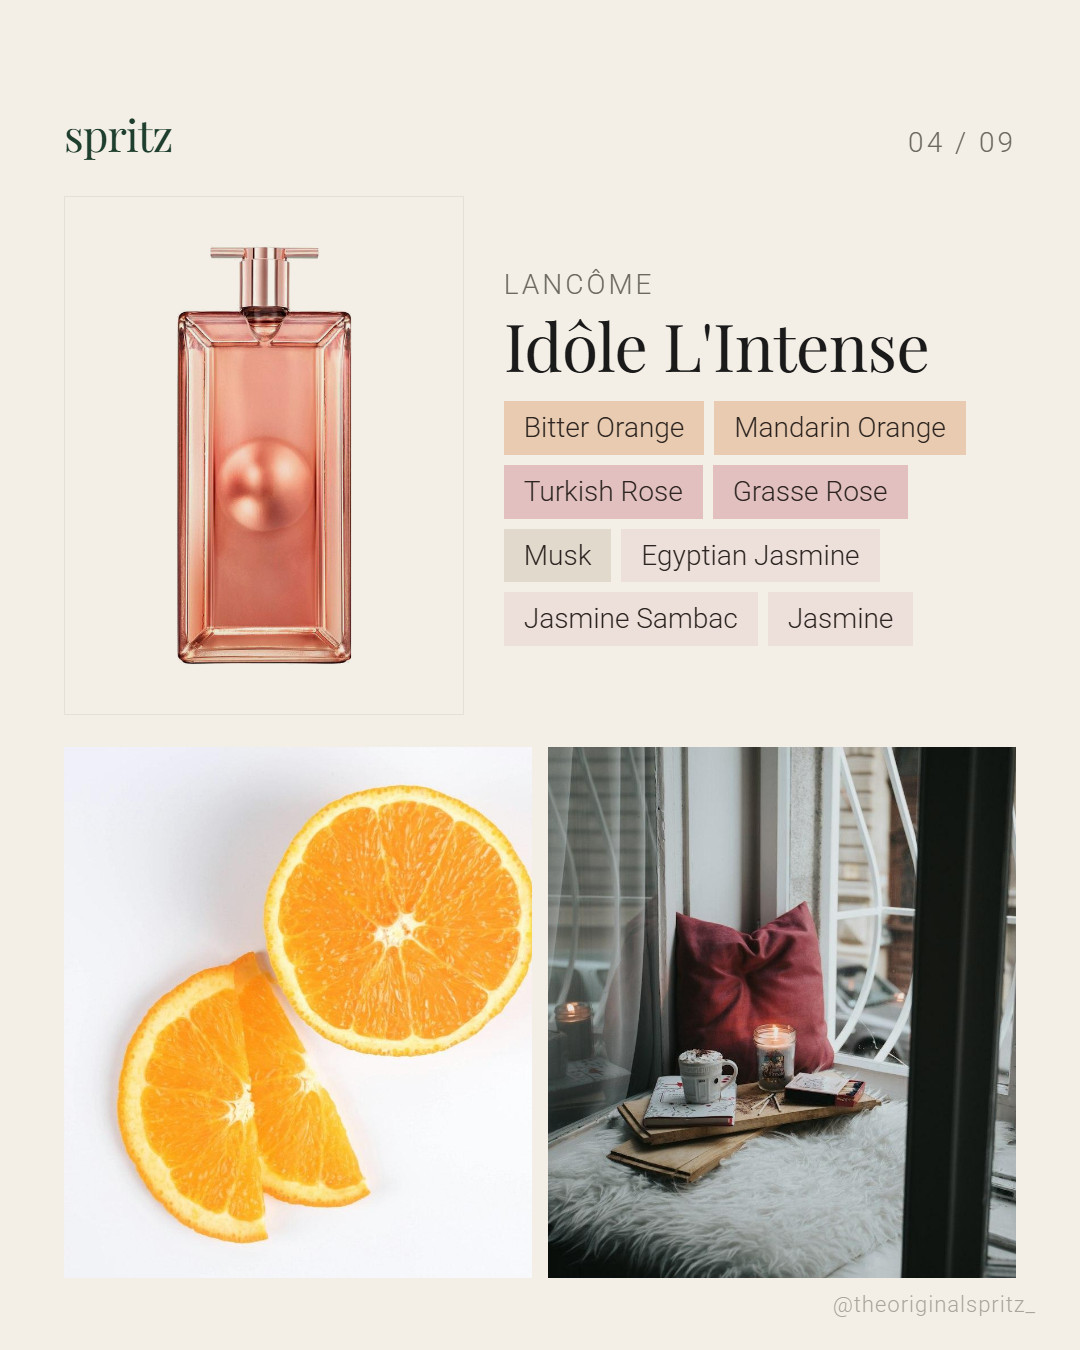 spritz
04 / 09
LANCÔME
Idôle L'Intense
Bitter Orange
Mandarin Orange
Turkish Rose
Grasse Rose
Musk
Egyptian Jasmine
Jasmine Sambac
Jasmine
@theoriginalspritz_